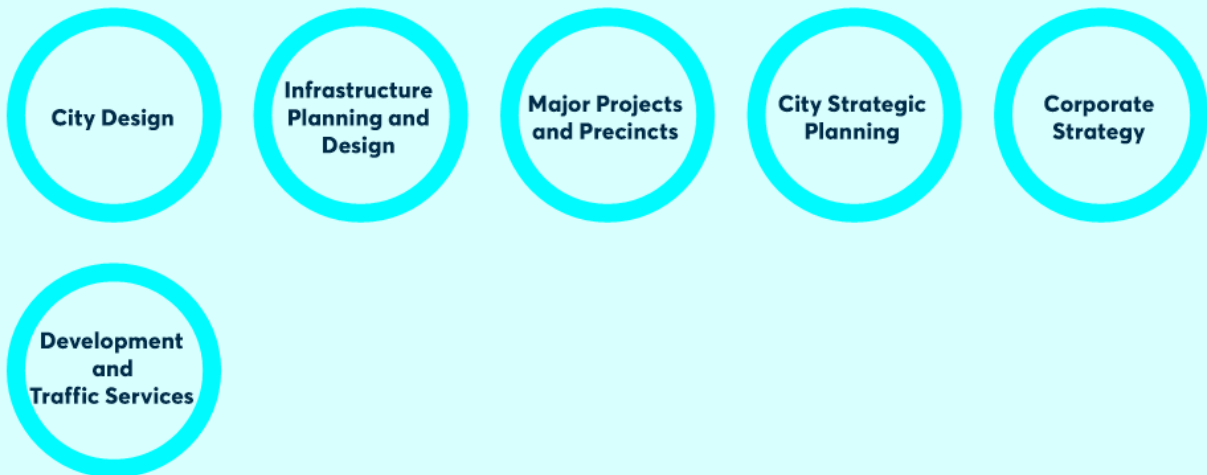 City Design
Infrastructure
Planning and
Design
Major Projects
and Precincts
City Strategic
Planning
Corporate
Strategy
Development
and
Traffic Services